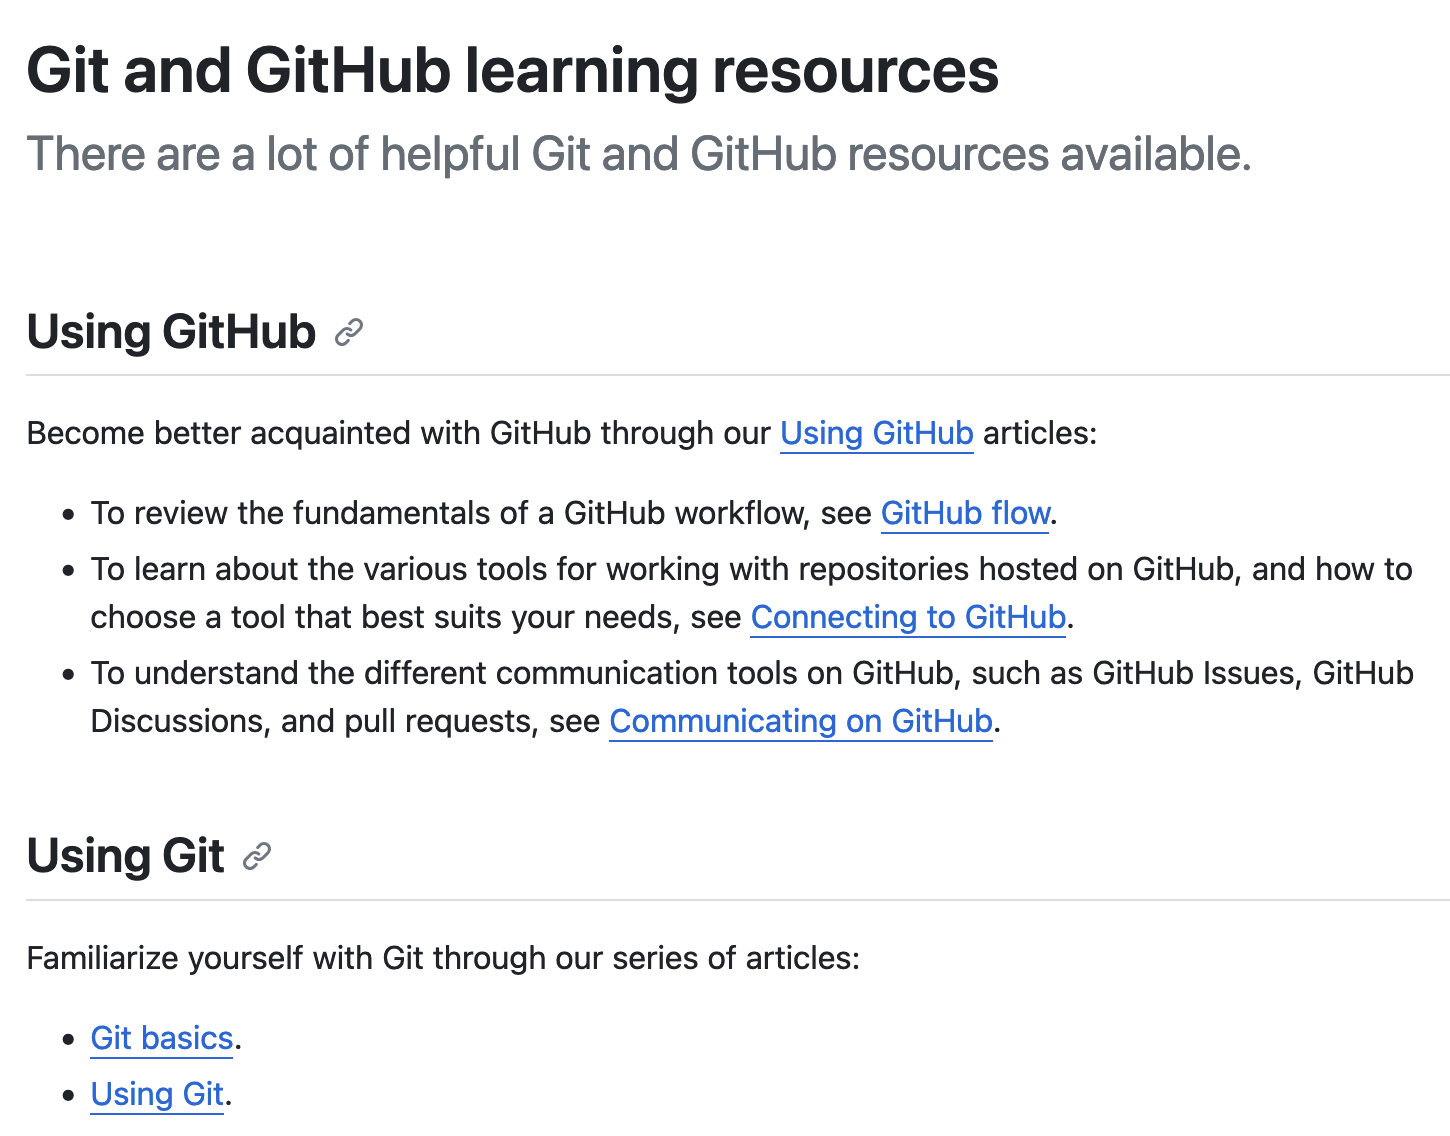 Git and GitHub learning resources
There are a lot of helpful Git and GitHub resources available.
Using GitHub
Become better acquainted with GitHub through our Using GitHub articles:
• To review the fundamentals of a GitHub workflow, see GitHub flow.
• To learn about the various tools for working with repositories hosted on GitHub, and how to
choose a tool that best suits your needs, see Connecting to GitHub.
• To understand the different communication tools on GitHub, such as GitHub Issues, GitHub
Discussions, and pull requests, see Communicating on GitHub.
Using Git
Familiarize yourself with Git through our series of articles:
• Git basics.
• Using Git.